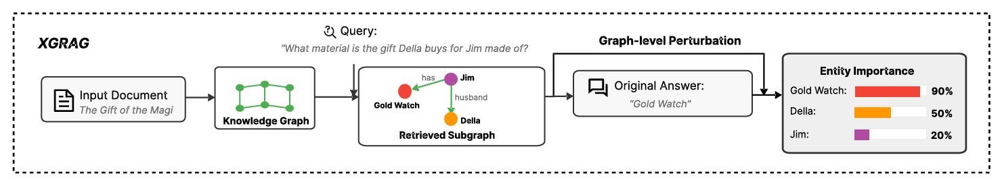 XGRAG
Input Document
The Gift of the Magi
Knowledge Graph
Query:
“What material is the gift Della buys for Jim made of?
has
Jim
Gold Watch
husband
Della
Retrieved Subgraph
Graph-level Perturbation
Original Answer:
“Gold Watch“
Entity Importance
Gold Watch: 90%
Della: 50%
Jim: 20%